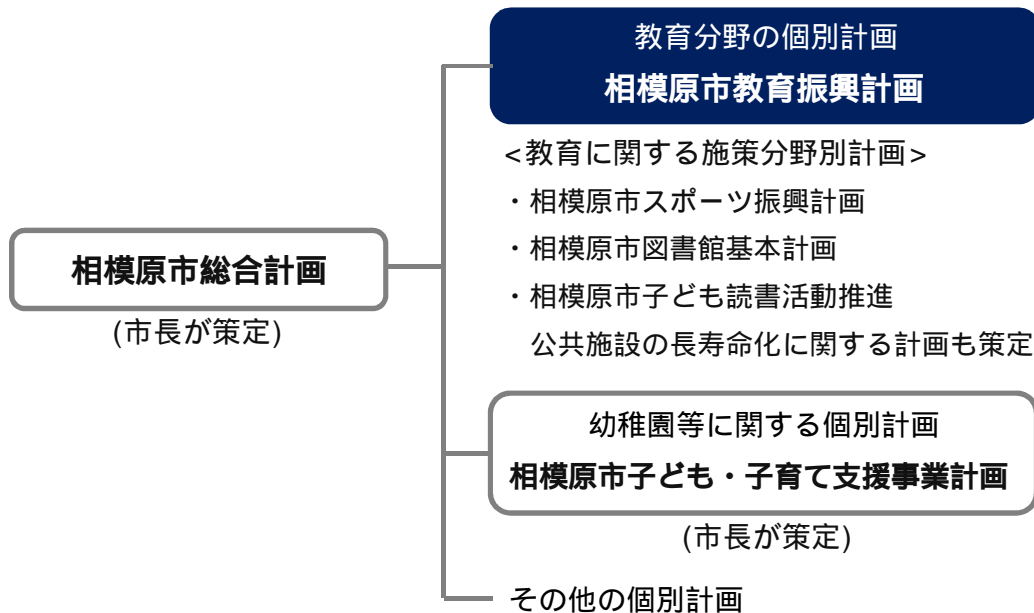 教育分野の個別計画
相模原市教育振興計画
<教育に関する施策分野別計画>
・相模原市スポーツ振興計画
・相模原市図書館基本計画
・相模原市子ども読書活動推進
公共施設の長寿命化に関する計画も策定
相模原市総合計画
(市長が策定)
幼稚園等に関する個別計画
相模原市子ども・子育て支援事業計画
(市長が策定)
その他の個別計画